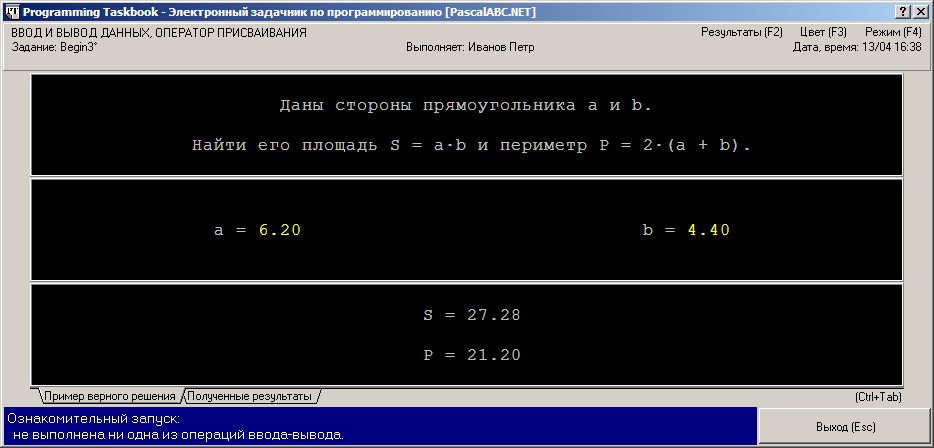 Programming Taskbook - Электронный задачник по программированию [PascalABC.NET]
ВВОД И ВЫВОД ДАННЫХ, ОПЕРАТОР ПРИСВАИВАНИЯ
Результаты (F2) Цвет (F3) Режим (F4)
Задание: Begin3°
Выполняет: Иванов Петр
Дата, время: 13/04 16:38
Даны стороны прямоугольника a и b.
Найти его площадь S = a·b и периметр P = 2·(a + b).
a = 6.20
b = 4.40
S = 27.28
P = 21.20
Пример верного решения
Полученные результаты
(Ctrl+Tab)
Ознакомительный запуск:
не выполнена ни одна из операций ввода-вывода.
Выход (Esc)